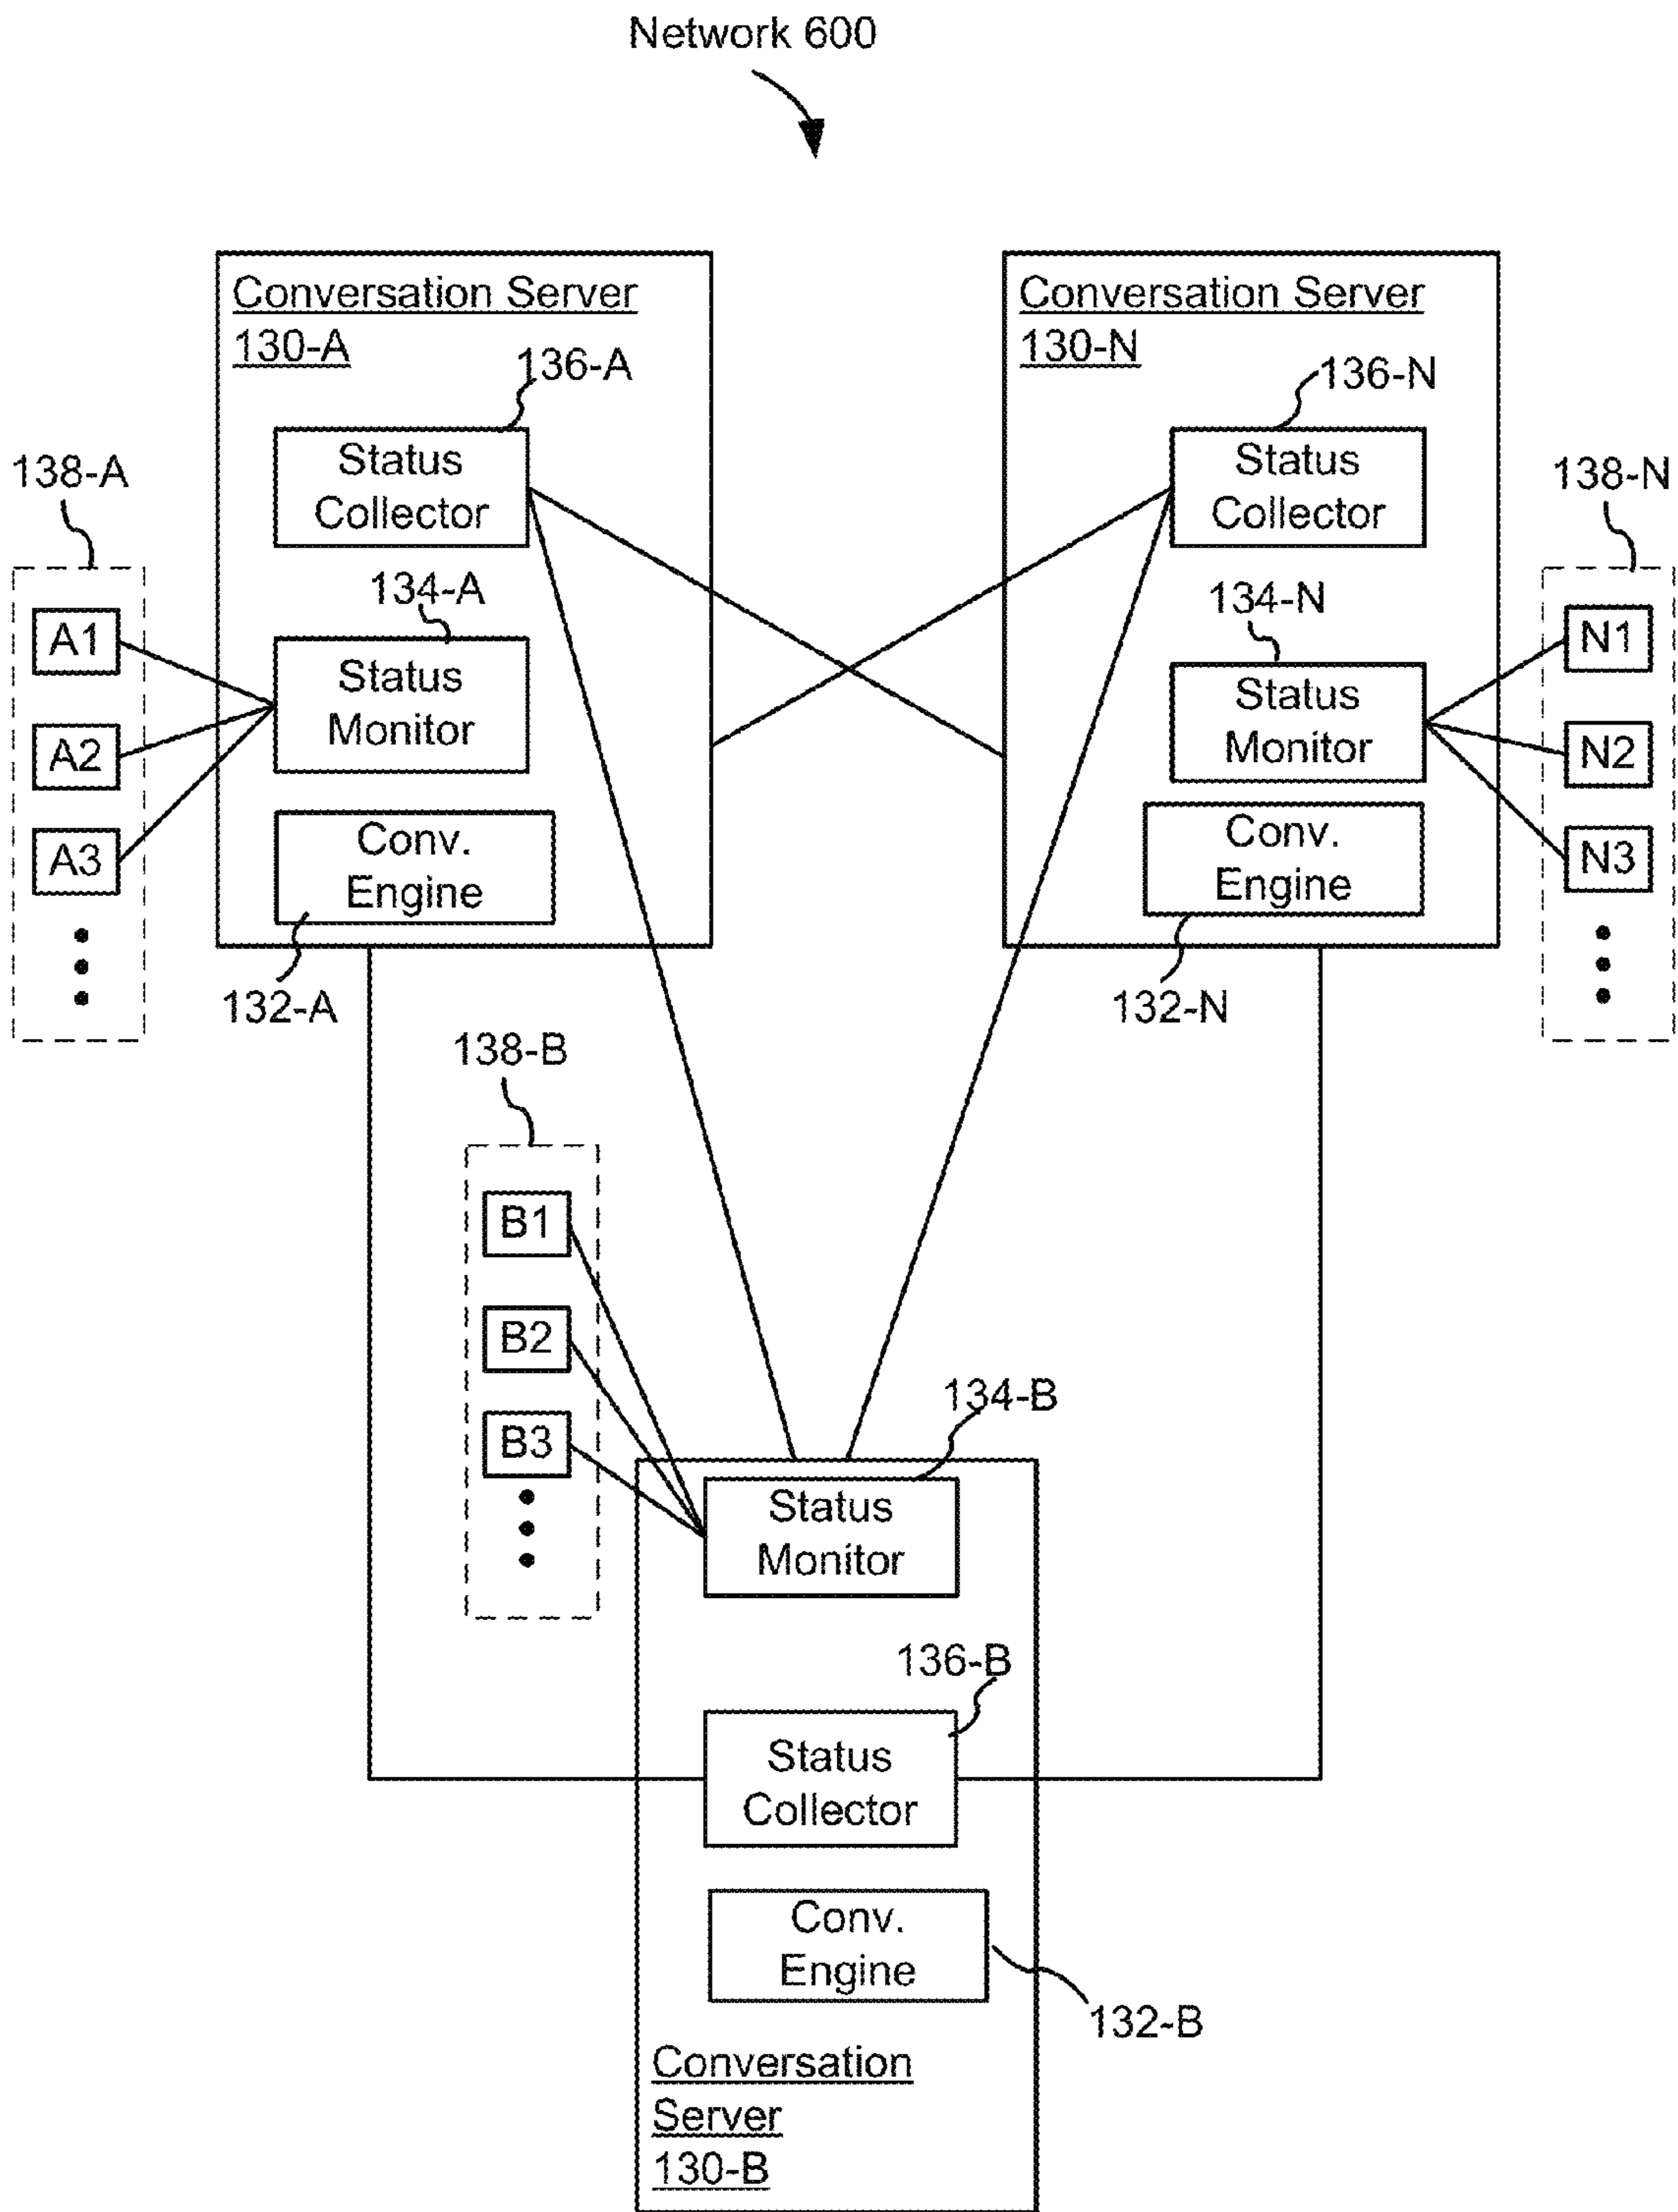 Network 600
Conversation Server
130-A
136-A
Status
Collector
138-A
134-A
A1
A2
A3
Status
Monitor
Conv.
Engine
132-A
Conversation Server
130-N
136-N
Status
Collector
138-N
134-N
Status
Monitor
N1
N2
N3
Conv.
Engine
132-N
138-B
B1
B2
B3
134-B
Status
Monitor
136-B
Status
Collector
Conv.
Engine
132-B
Conversation
Server
130-B